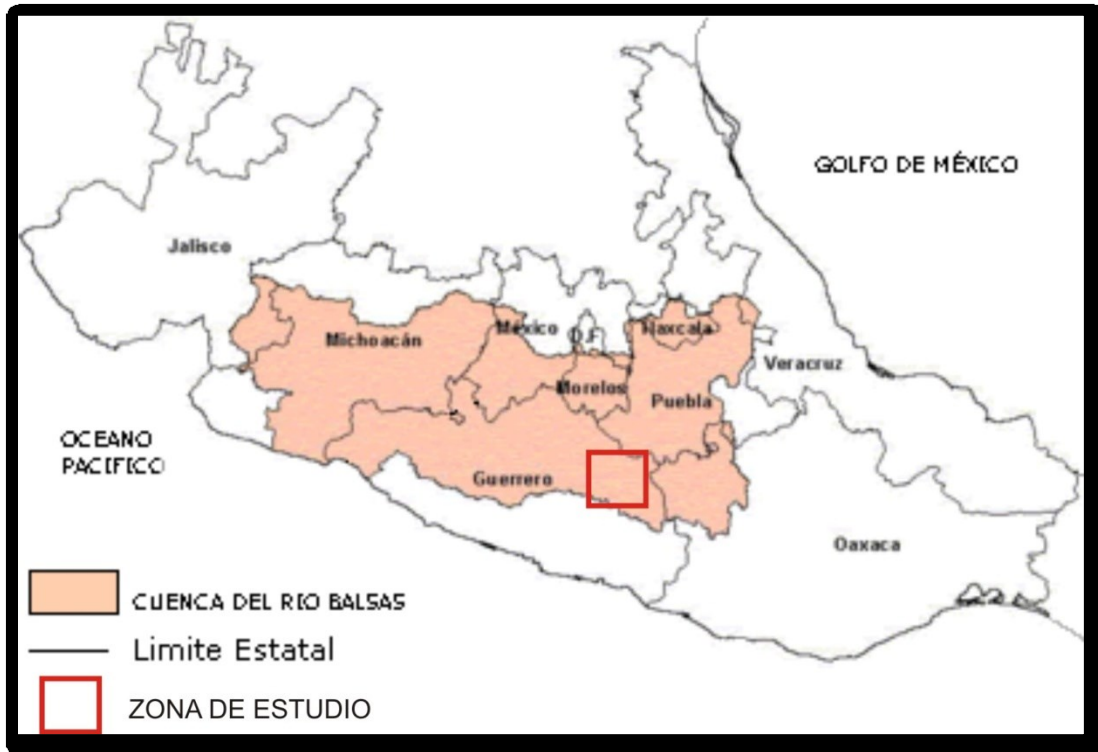 GOLFO DE MÉXICO
Jalisco
México
D.F
Tlaxcala
Michoacán
Veracruz
Morelos
Puebla
OCEANO
PACIFICO
Guerrero
Oaxaca
CUENCA DEL RIO BALSAS
Limite Estatal
ZONA DE ESTUDIO